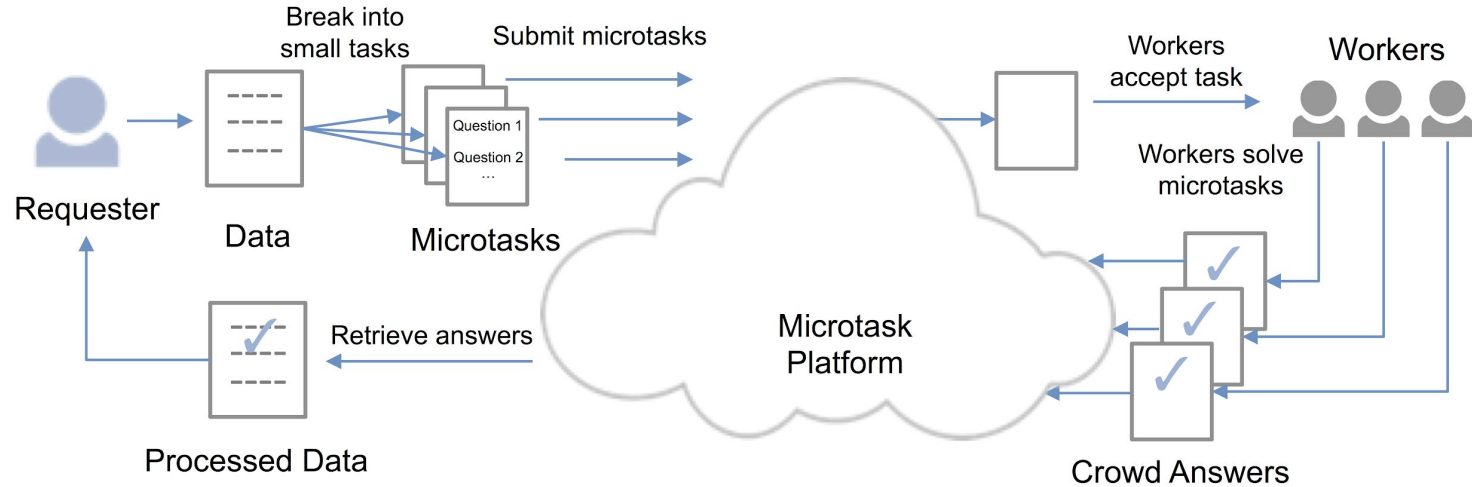 Break into
small tasks
Submit microtasks
Workers
accept task
Workers
Question 1
Question 2
...
Workers solve
microtasks
Requester
Data
Microtasks
Retrieve answers
Microtask
Platform
Processed Data
Crowd Answers